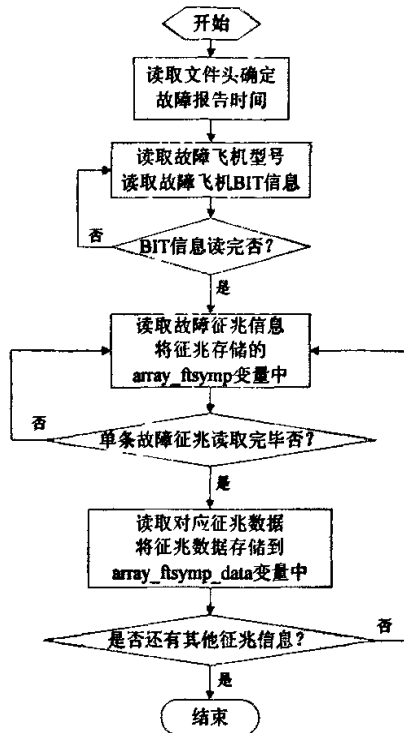 开始
读取文件头确定
故障报告时间
读取故障飞机型号
读取故障飞机BIT信息
否
BIT信息读完否？
是
读取故障征兆信息
将征兆存储的
array_ftsymp变量中
否
单条故障征兆读取完毕否？
是
读取对应征兆数据
将征兆数据存储到
array_ftsymp_data变量中
是否还有其他征兆信息？
否
是
结束